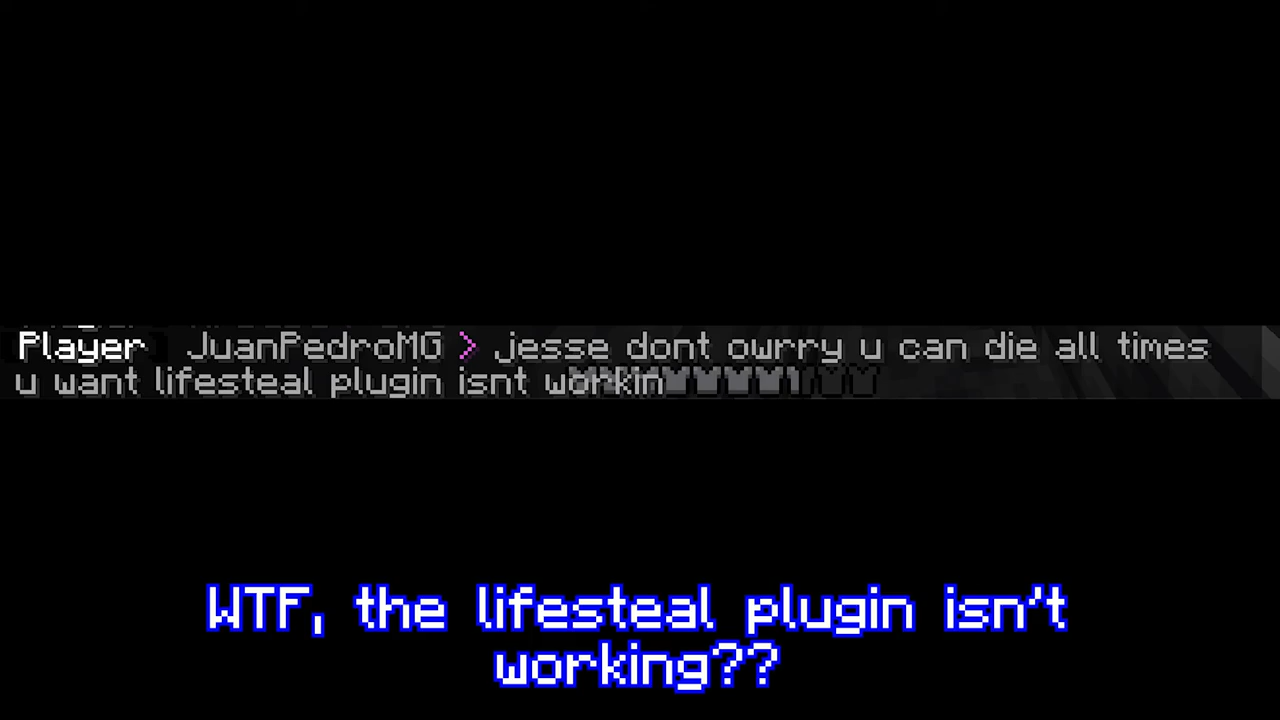 Player JuanPedroMG > jesse dont owrry u can die all times
u want lifesteal plugin isnt workin
WTF, the lifesteal plugin isn't
working??